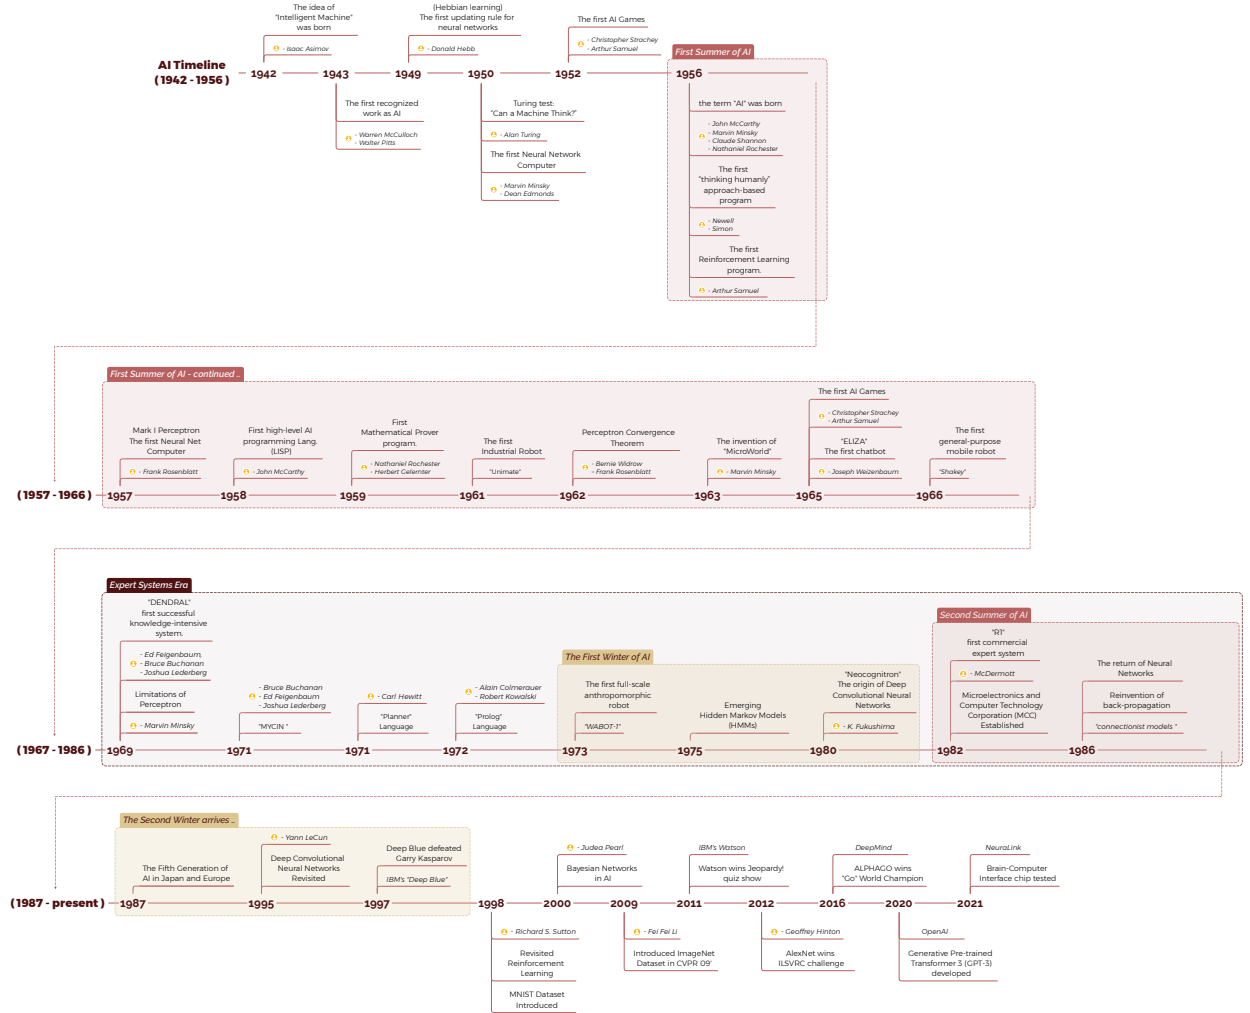 The idea of
"Intelligent Machine"
was born
- Isaac Asimov
(Hebbian learning)
The first updating rule for
neural networks
- Donald Hebb
The first AI Games
- Christopher Strachey
- Arthur Samuel
First Summer of AI
AI Timeline
(1942 - 1956)
1942
1943
1949
1950
1952
1956
The first recognized
work as AI
- Warren McCulloch
- Walter Pitts
Turing test:
"Can a Machine Think?"
- Alan Turing
The first Neural Network
Computer
- Marvin Minsky
- Dean Edmonds
the term "AI" was born
- John McCarthy
- Marvin Minsky
- Claude Shannon
- Nathaniel Rochester
The first
"thinking humanly"
approach-based
program
- Newell
- Simon
The first
Reinforcement Learning
program.
- Arthur Samuel
First Summer of AI - continued ..
Mark I Perceptron
The first Neural Net
Computer
- Frank Rosenblatt
First high-level AI
programming Lang.
(LISP)
- John McCarthy
First
Mathematical Prover
program.
- Nathaniel Rochester
- Herbert Gelernter
The first
Industrial Robot
"Unimate"
Perceptron Convergence
Theorem
- Bernie Widrow
- Frank Rosenblatt
The invention of
"MicroWorld"
- Marvin Minsky
The first AI Games
- Christopher Strachey
- Arthur Samuel
"ELIZA"
The first chatbot
- Joseph Weizenbaum
The first
general-purpose
mobile robot
"Shakey"
(1957 - 1966)
1957
1958
1959
1961
1962
1963
1965
1966
Expert Systems Era
"DENDRAL"
first successful
knowledge-intensive
system.
- Ed Feigenbaum,
- Bruce Buchanan
- Joshua Lederberg
Limitations of
Perceptron
- Marvin Minsky
- Bruce Buchanan
- Ed Feigenbaum
- Joshua Lederberg
"MYCIN "
- Carl Hewitt
"Planner"
Language
- Alain Colmerauer
- Robert Kowalski
"Prolog"
Language
The First Winter of AI
The first full-scale
anthropomorphic
robot
"WABOT-1"
Emerging
Hidden Markov Models
(HMMs)
"Neocognitron"
The origin of Deep
Convolutional Neural
Networks
- K. Fukushima
Second Summer of AI
"R1"
first commercial
expert system
- McDermott
Microelectronics and
Computer Technology
Corporation (MCC)
Established
The return of Neural
Networks
Reinvention of
back-propagation
"connectionist models "
(1967 - 1986)
1969
1971
1971
1972
1973
1975
1980
1982
1986
The Second Winter arrives ..
The Fifth Generation of
AI in Japan and Europe
- Yann LeCun
Deep Convolutional
Neural Networks
Revisited
Deep Blue defeated
Garry Kasparov
IBM's "Deep Blue"
- Judea Pearl
Bayesian Networks
in AI
IBM's Watson
Watson wins Jeopardy!
quiz show
DeepMind
ALPHAGO wins
"Go" World Champion
NeuraLink
Brain-Computer
Interface chip tested
(1987 - present)
1987
1995
1997
1998
2000
2009
2011
2012
2016
2020
2021
- Richard S. Sutton
Revisited
Reinforcement
Learning
MNIST Dataset
Introduced
- Fei Fei Li
Introduced ImageNet
Dataset in CVPR 09'
- Geoffrey Hinton
AlexNet wins
ILSVRC challenge
OpenAI
Generative Pre-trained
Transformer 3 (GPT-3)
developed